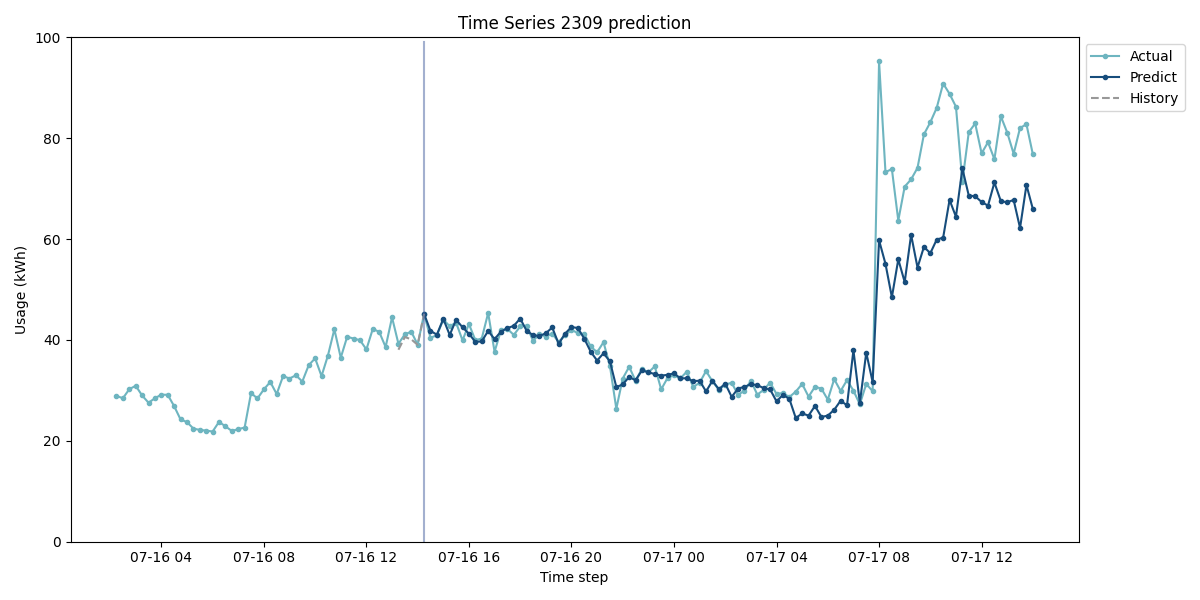 Time Series 2309 prediction
100
80
60
40
20
0
Usage (kWh)
07-16 04
07-16 08
07-16 12
07-16 16
07-16 20
07-17 00
07-17 04
07-17 08
07-17 12
Time step
Actual
Predict
History